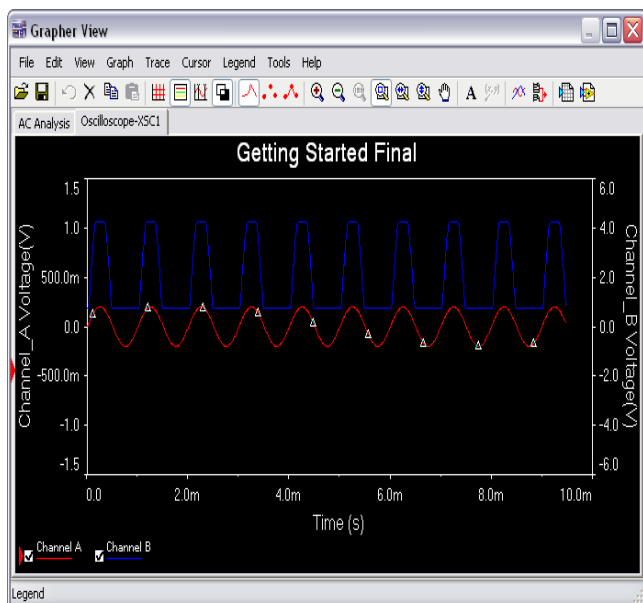 Grapher View
File Edit View Graph Trace Cursor Legend Tools Help
A
AC Analysis Oscilloscope-XSC1
Getting Started Final
1.5
1.0
500.0m
0.0
-500.0m
-1.0
-1.5
Channel_A Voltage(V)
6.0
4.0
2.0
0.0
-2.0
-4.0
-6.0
Channel_B Voltage(V)
0.0 2.0m 4.0m 6.0m 8.0m 10.0m
Time (s)
Channel A Channel B
Legend